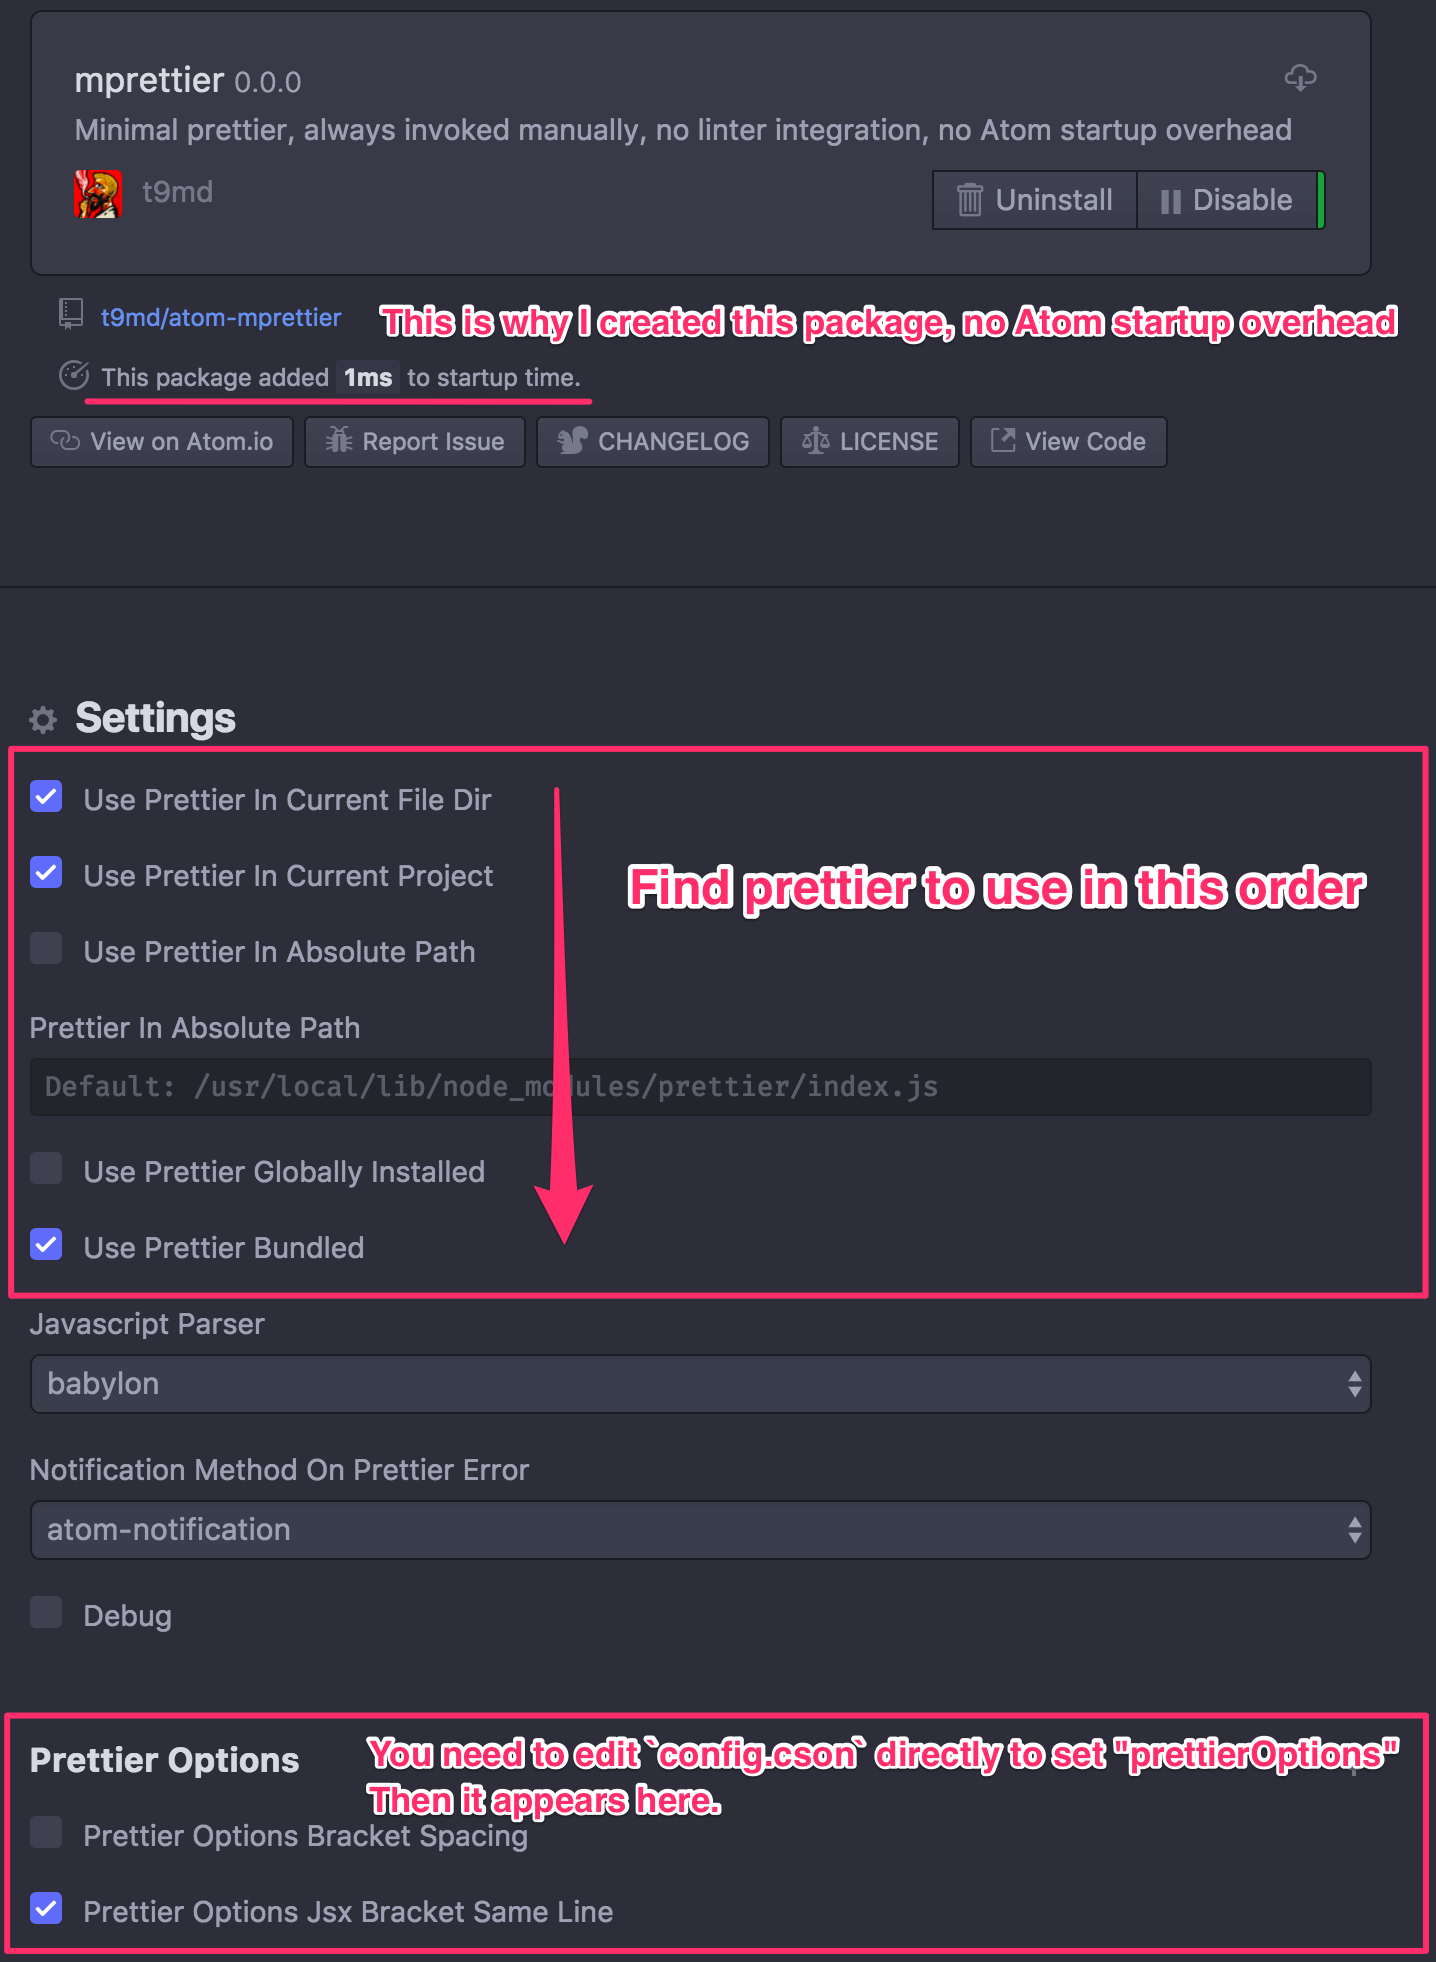 mprettier 0.0.0
Minimal prettier, always invoked manually, no linter integration, no Atom startup overhead
t9md
Uninstall
Disable
t9md/atom-mprettier
This is why I created this package, no Atom startup overhead
This package added 1ms to startup time.
View on Atom.io
Report Issue
CHANGELOG
LICENSE
View Code
Settings
Use Prettier In Current File Dir
Use Prettier In Current Project
Find prettier to use in this order
Use Prettier In Absolute Path
Prettier In Absolute Path
Default: /usr/local/lib/node_modules/prettier/index.js
Use Prettier Globally Installed
Use Prettier Bundled
Javascript Parser
babylon
Notification Method On Prettier Error
atom-notification
Debug
Prettier Options
You need to edit `config.cson` directly to set "prettierOptions"
Then it appears here.
Prettier Options Bracket Spacing
Prettier Options Jsx Bracket Same Line